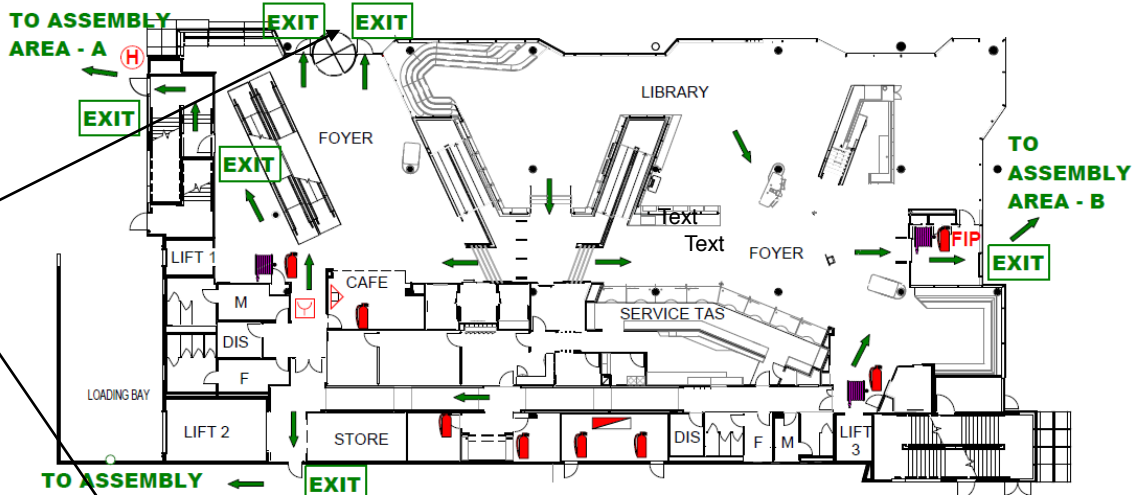 TO ASSEMBLY
AREA - A
H
EXIT
EXIT
EXIT
EXIT
FOYER
LIBRARY
TO
ASSEMBLY
AREA - B
Text
Text
FOYER
FIP
EXIT
LIFT 1
CAFE
M
DIS
F
SERVICE TAS
LOADING BAY
LIFT 2
STORE
DIS
F
M
LIFT
3
TO ASSEMBLY
EXIT